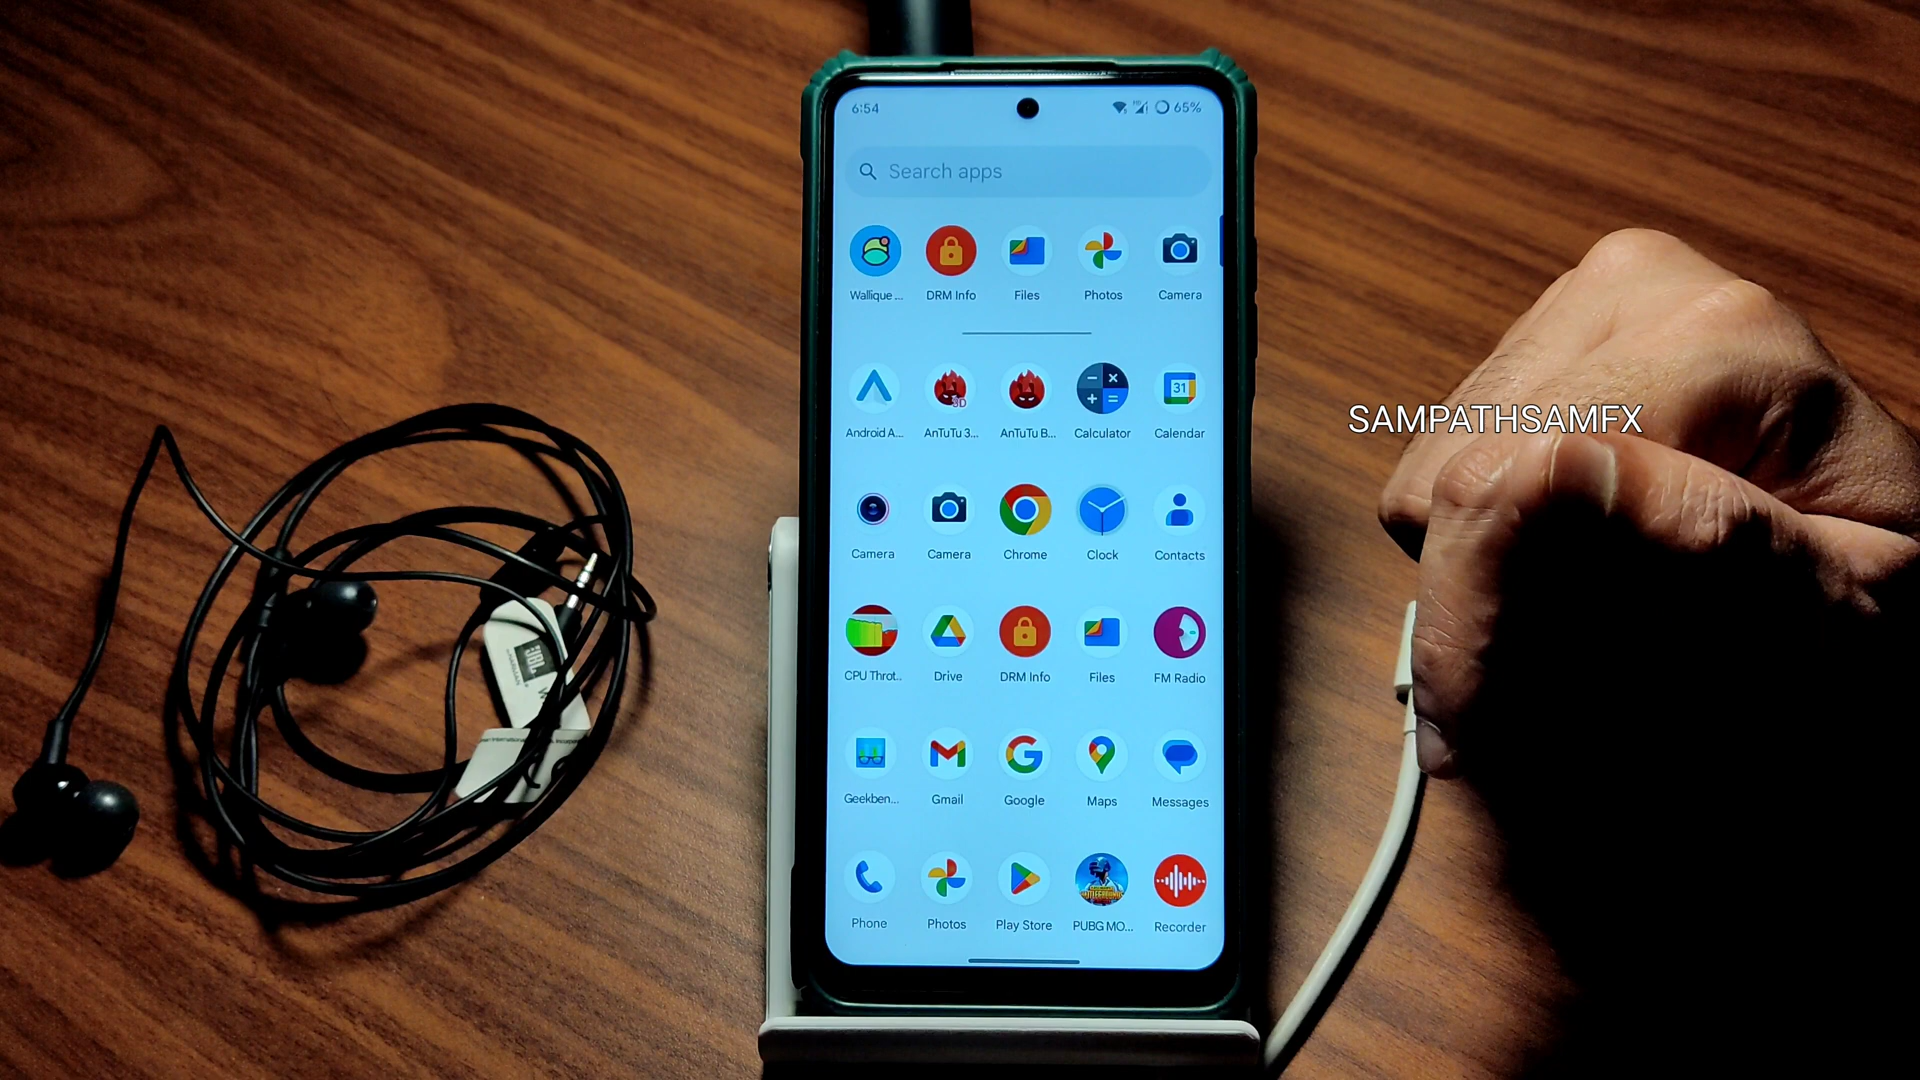 6:54
65%
Search apps
Wallique ...
DRM Info
Files
Photos
Camera
Android A...
AnTuTu 3...
AnTuTu B...
Calculator
31
Calendar
Camera
Camera
Chrome
Clock
Contacts
CPU Throt..
Drive
DRM Info
Files
FM Radio
Geekben...
Gmail
Google
Maps
Messages
Phone
Photos
Play Store
PUBG MO...
Recorder
SAMPATHSAMFX
JBL